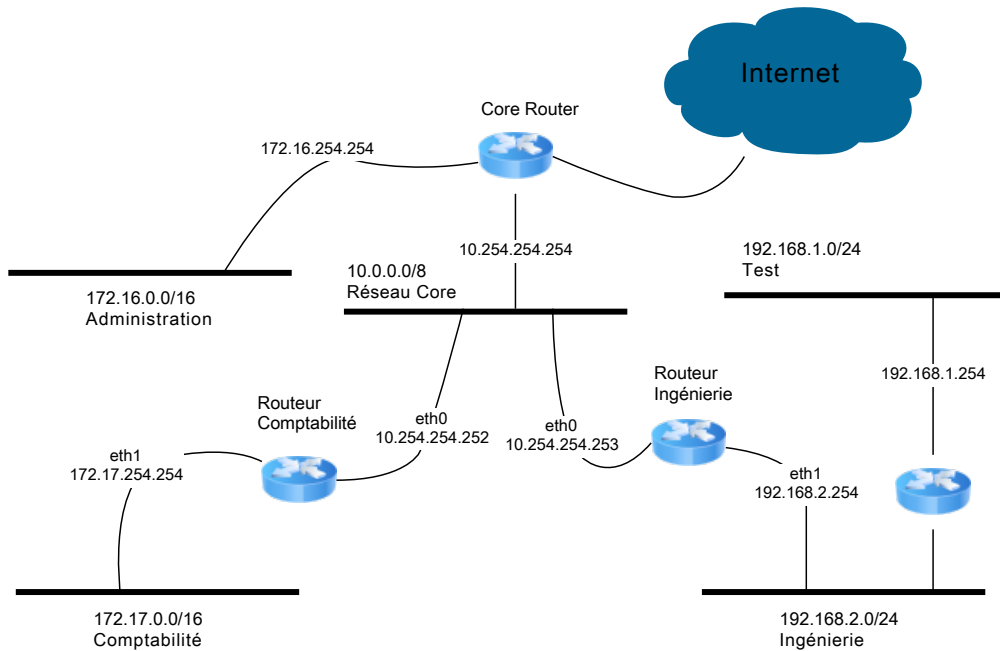 Internet
Core Router
172.16.254.254
10.254.254.254
192.168.1.0/24
Test
10.0.0.0/8
Réseau Core
172.16.0.0/16
Administration
192.168.1.254
Routeur
Ingénierie
Routeur
Comptabilité
eth0
10.254.254.252
eth0
10.254.254.253
eth1
172.17.254.254
eth1
192.168.2.254
172.17.0.0/16
Comptabilité
192.168.2.0/24
Ingénierie